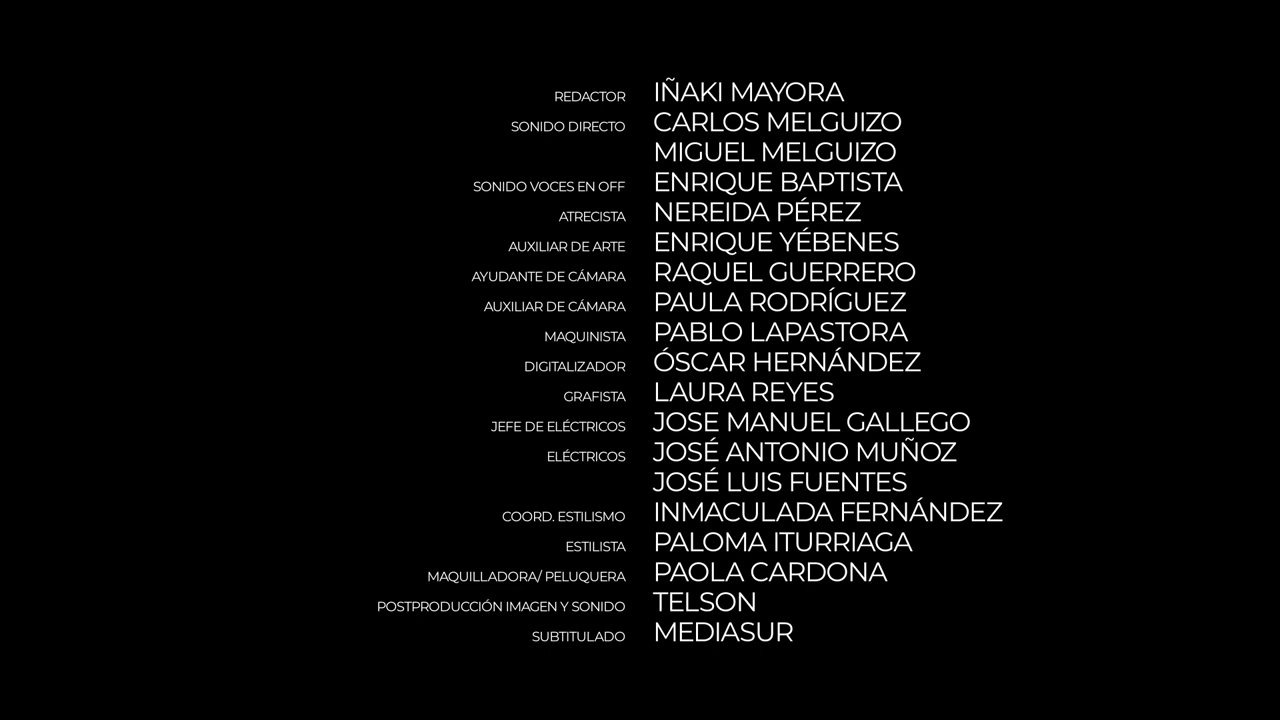 REDACTOR IÑAKI MAYORA
SONIDO DIRECTO CARLOS MELGUIZO
MIGUEL MELGUIZO
SONIDO VOCES EN OFF ENRIQUE BAPTISTA
ATRECISTA NEREIDA PÉREZ
AUXILIAR DE ARTE ENRIQUE YÉBENES
AYUDANTE DE CÁMARA RAQUEL GUERRERO
AUXILIAR DE CÁMARA PAULA RODRÍGUEZ
MAQUINISTA PABLO LAPASTORA
DIGITALIZADOR ÓSCAR HERNÁNDEZ
GRAFISTA LAURA REYES
JEFE DE ELÉCTRICOS JOSE MANUEL GALLEGO
ELÉCTRICOS JOSÉ ANTONIO MUÑOZ
JOSÉ LUIS FUENTES
COORD. ESTILISMO INMACULADA FERNÁNDEZ
ESTILISTA PALOMA ITURRIAGA
MAQUILLADORA/ PELUQUERA PAOLA CARDONA
POSTPRODUCCIÓN IMAGEN Y SONIDO TELSON
SUBTITULADO MEDIASUR